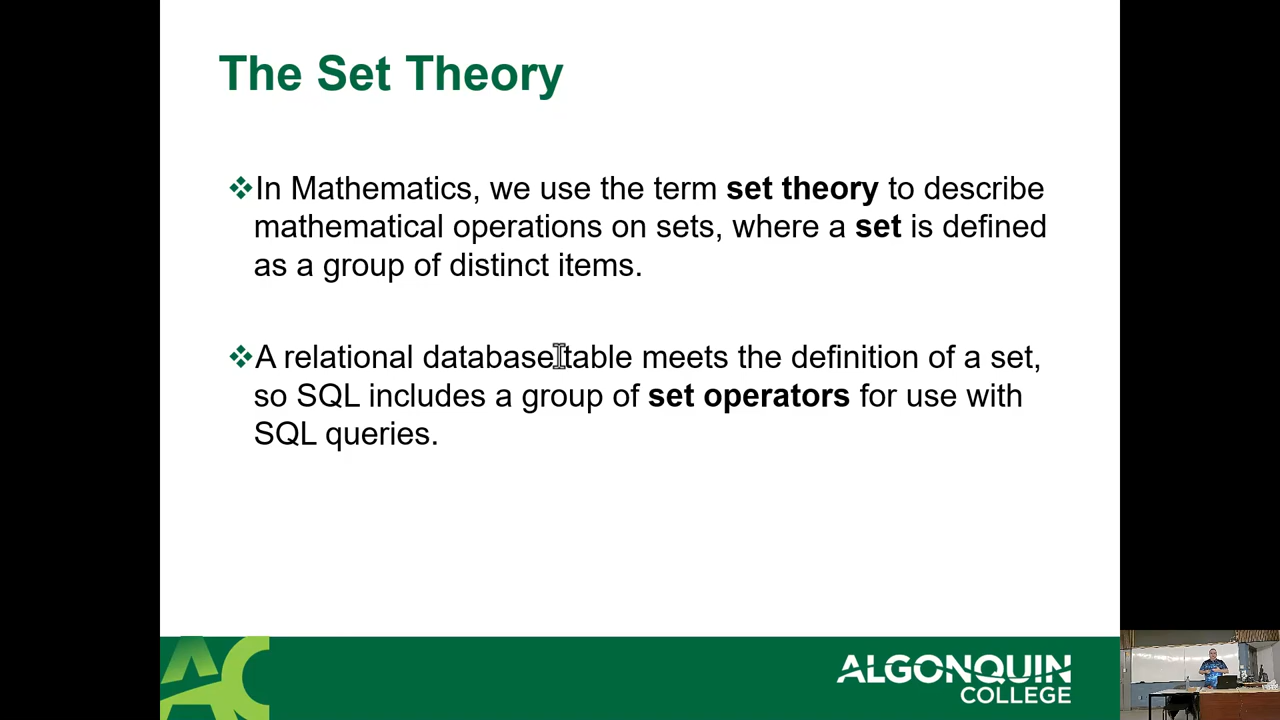 The Set Theory
❖In Mathematics, we use the term set theory to describe
mathematical operations on sets, where a set is defined
as a group of distinct items.
❖A relational database table meets the definition of a set,
so SQL includes a group of set operators for use with
SQL queries.
AC
ALGONQUIN
COLLEGE